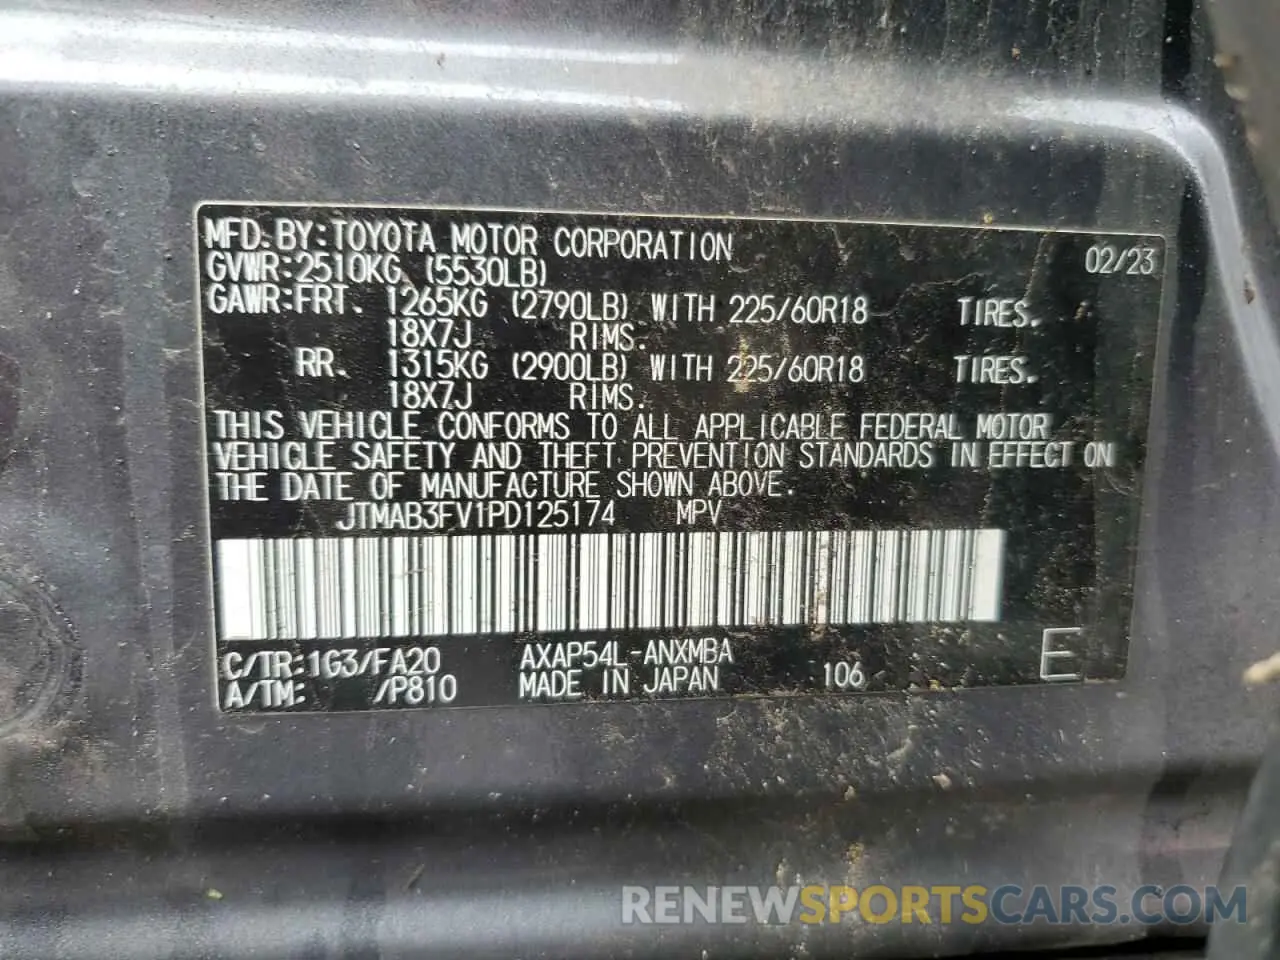 MFD. BY: TOYOTA MOTOR CORPORATION 02/23
GVWR: 2510KG (5530LB)
GAWR: FRT. 1265KG (2790LB) WITH 225/60R18 TIRES.
18X7J RIMS.
RR. 1315KG (2900LB) WITH 225/60R18 TIRES.
18X7J RIMS.
THIS VEHICLE CONFORMS TO ALL APPLICABLE FEDERAL MOTOR
VEHICLE SAFETY AND THEFT PREVENTION STANDARDS IN EFFECT ON
THE DATE OF MANUFACTURE SHOWN ABOVE.
JTMAB3FV1PD125174 MPV
C/TR: 1G3/FA20 AXAP54L-ANXMBA
A/TM: /P810 MADE IN JAPAN 106 E
RENEWSPORTSCARS.COM